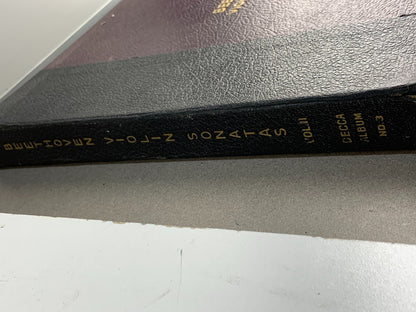 BEETHOVEN VIOLIN SONATAS VOL.II
DECCA
ALBUM
NO.3